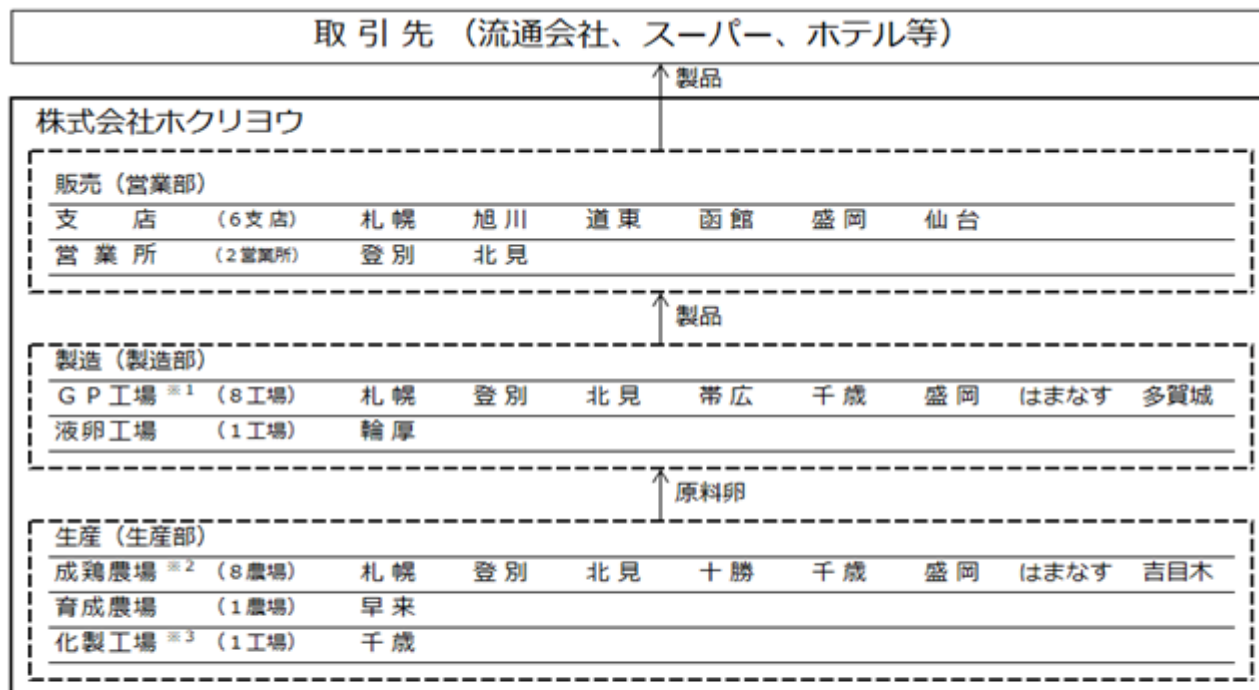 取引先 （流通会社、スーパー、ホテル等）
製品
株式会社ホクリヨウ
販売（営業部）
支店 （6支店） 札幌 旭川 道東 函館 盛岡 仙台
営業所 （2営業所） 登別 北見
製品
製造（製造部）
ＧＰ工場 ※1 （8工場） 札幌 登別 北見 帯広 千歳 盛岡 はまなす 多賀城
液卵工場 （1工場） 輪厚
原料卵
生産（生産部）
成鶏農場 ※2 （8農場） 札幌 登別 北見 十勝 千歳 盛岡 はまなす 吉目木
育成農場 （1農場） 早来
化製工場 ※3 （1工場） 千歳